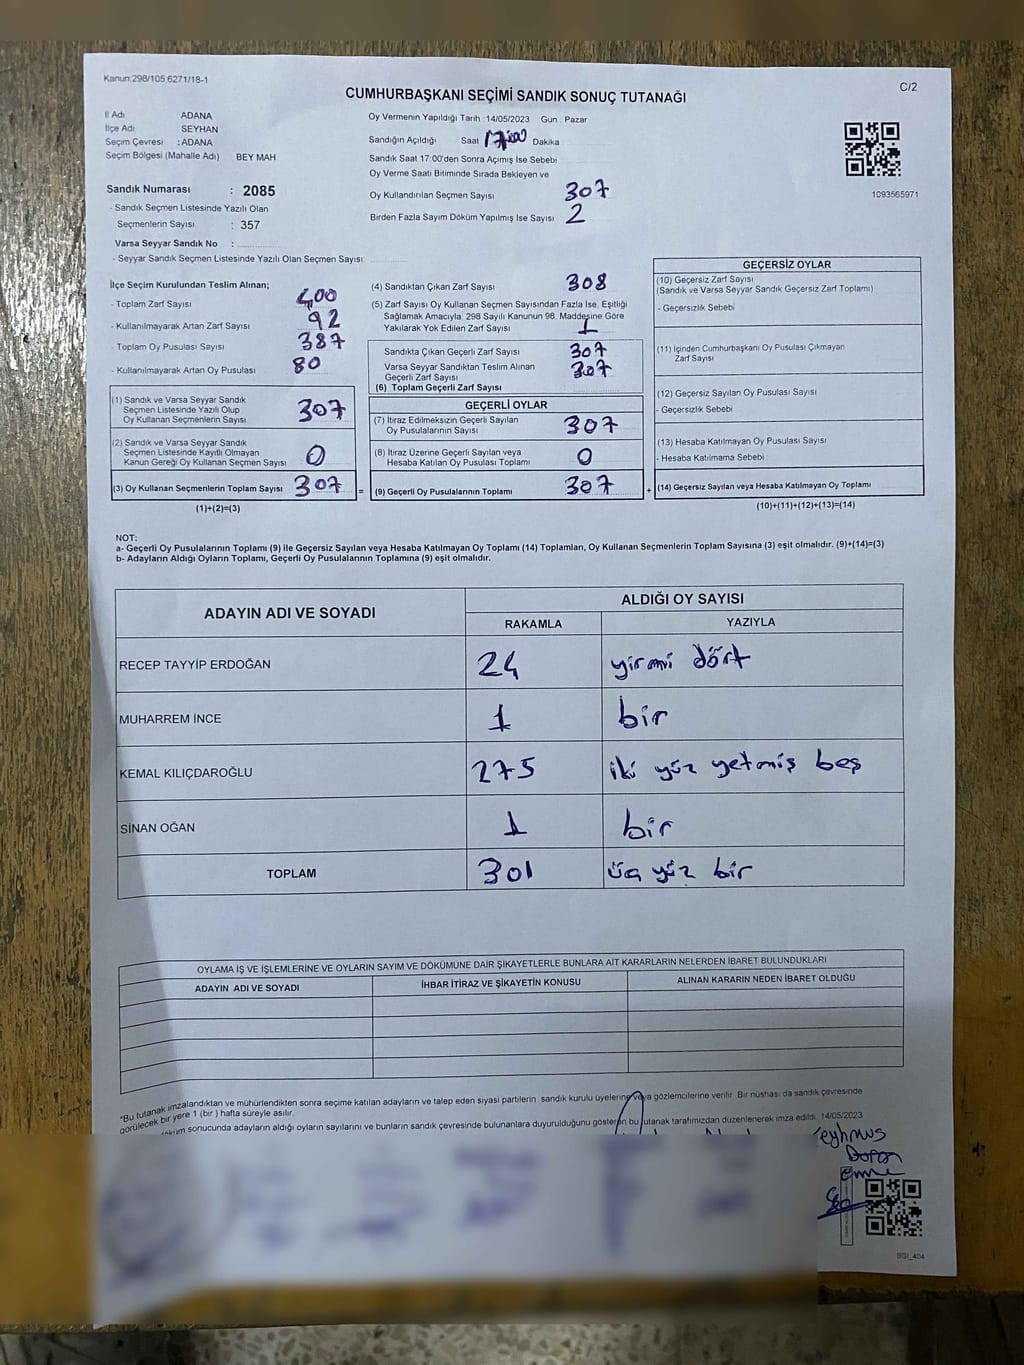 Kanun:298/105 6271/18-1
C/2
CUMHURBAŞKANI SEÇİMİ SANDIK SONUÇ TUTANAĞI
İl Adı ADANA
İlçe Adı SEYHAN
Seçim Çevresi : ADANA
Seçim Bölgesi (Mahalle Adı) BEY MAH
Sandık Numarası : 2085
- Sandık Seçmen Listesinde Yazılı Olan
Seçmenlerin Sayısı : 357
Varsa Seyyar Sandık No :
- Seyyar Sandık Seçmen Listesinde Yazılı Olan Seçmen Sayısı:
Oy Vermenin Yapıldığı Tarih :14/05/2023 Gün : Pazar
Sandığın Açıldığı Saat 17:00 Dakika
Sandık Saat 17:00'den Sonra Açımış İse Sebebi
Oy Verme Saati Bitiminde Sırada Bekleyen ve
Oy Kullandırılan Seçmen Sayısı 307
Birden Fazla Sayım Döküm Yapılmış İse Sayısı 2
1093565971
İlçe Seçim Kurulundan Teslim Alınan;
- Toplam Zarf Sayısı 400
- Kullanılmayarak Artan Zarf Sayısı 92
- Toplam Oy Pusulası Sayısı 387
- Kullanılmayarak Artan Oy Pusulası 80
(1) Sandık ve Varsa Seyyar Sandık
Seçmen Listesinde Yazılı Olup
Oy Kullanan Seçmenlerin Sayısı 307
(2) Sandık ve Varsa Seyyar Sandık
Seçmen Listesinde Kayıtlı Olmayan
Kanun Gereği Oy Kullanan Seçmen Sayısı 0
(3) Oy Kullanan Seçmenlerin Toplam Sayısı 307 =
(1)+(2)=(3)
(4) Sandıktan Çıkan Zarf Sayısı 308
(5) Zarf Sayısı Oy Kullanan Seçmen Sayısından Fazla İse, Eşitliği
Sağlamak Amacıyla, 298 Sayılı Kanunun 98. Maddesine Göre
Yakılarak Yok Edilen Zarf Sayısı 1
Sandıkta Çıkan Geçerli Zarf Sayısı 307
Varsa Seyyar Sandıktan Teslim Alınan
Geçerli Zarf Sayısı 307
(6) Toplam Geçerli Zarf Sayısı
GEÇERLİ OYLAR
(7) İtiraz Edilmeksizin Geçerli Sayılan
Oy Pusulalarının Sayısı 307
(8) İtiraz Üzerine Geçerli Sayılan veya
Hesaba Katılan Oy Pusulası Toplamı 0
(9) Geçerli Oy Pusulalarının Toplamı 307 +
GEÇERSİZ OYLAR
(10) Geçersiz Zarf Sayısı
(Sandık ve Varsa Seyyar Sandık Geçersiz Zarf Toplamı)
- Geçersizlik Sebebi
(11) İçinden Cumhurbaşkanı Oy Pusulası Çıkmayan
Zarf Sayısı
(12) Geçersiz Sayılan Oy Pusulası Sayısı
- Geçersizlik Sebebi
(13) Hesaba Katılmayan Oy Pusulası Sayısı
- Hesaba Katılmama Sebebi
(14) Geçersiz Sayılan veya Hesaba Katılmayan Oy Toplamı
(10)+(11)+(12)+(13)=(14)
NOT:
a- Geçerli Oy Pusulalarının Toplamı (9) ile Geçersiz Sayılan veya Hesaba Katılmayan Oy Toplamı (14) Toplamları, Oy Kullanan Seçmenlerin Toplam Sayısına (3) eşit olmalıdır. (9)+(14)=(3)
b- Adayların Aldığı Oyların Toplamı, Geçerli Oy Pusulalarının Toplamına (9) eşit olmalıdır.
ADAYIN ADI VE SOYADI
ALDIĞI OY SAYISI
RAKAMLA YAZIYLA
RECEP TAYYİP ERDOĞAN 24 yirmi dört
MUHARREM İNCE 1 bir
KEMAL KILIÇDAROĞLU 275 iki yüz yetmiş beş
SİNAN OĞAN 1 bir
TOPLAM 301 üç yüz bir
OYLAMA İŞ VE İŞLEMLERİNE VE OYLARIN SAYIM VE DÖKÜMÜNE DAİR ŞİKAYETLERLE BUNLARA AİT KARARLARIN NELERDEN İBARET BULUNDUKLARI
ADAYIN ADI VE SOYADI İHBAR İTİRAZ VE ŞİKAYETİN KONUSU ALINAN KARARIN NEDEN İBARET OLDUĞU
*Bu tutanak imzalandıktan ve mühürlendikten sonra seçime katılan adayların ve talep eden siyasi partilerin sandık kurulu üyelerine veya gözlemcilerine verilir. Bir nüshası da sandık çevresinde
görülecek bir yere 1 (bir) hafta süreyle asılır.
sonucunda adayların aldığı oyların sayılarını ve bunların sandık çevresinde bulunanlara duyurulduğunu gösteren bu tutanak tarafımızdan düzenlenerek imza edildi. 14/05/2023